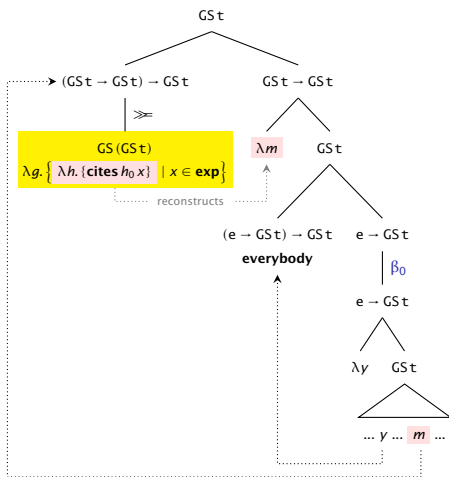 GSt
(GSt → GSt) → GSt GSt → GSt
≫=
GS(GSt) λm GSt
λg. { λh. {cites h₀ x} | x ∈ exp}
reconstructs
(e → GSt) → GSt e → GSt
everybody
β₀
e → GSt
λy GSt
... y ... m ...